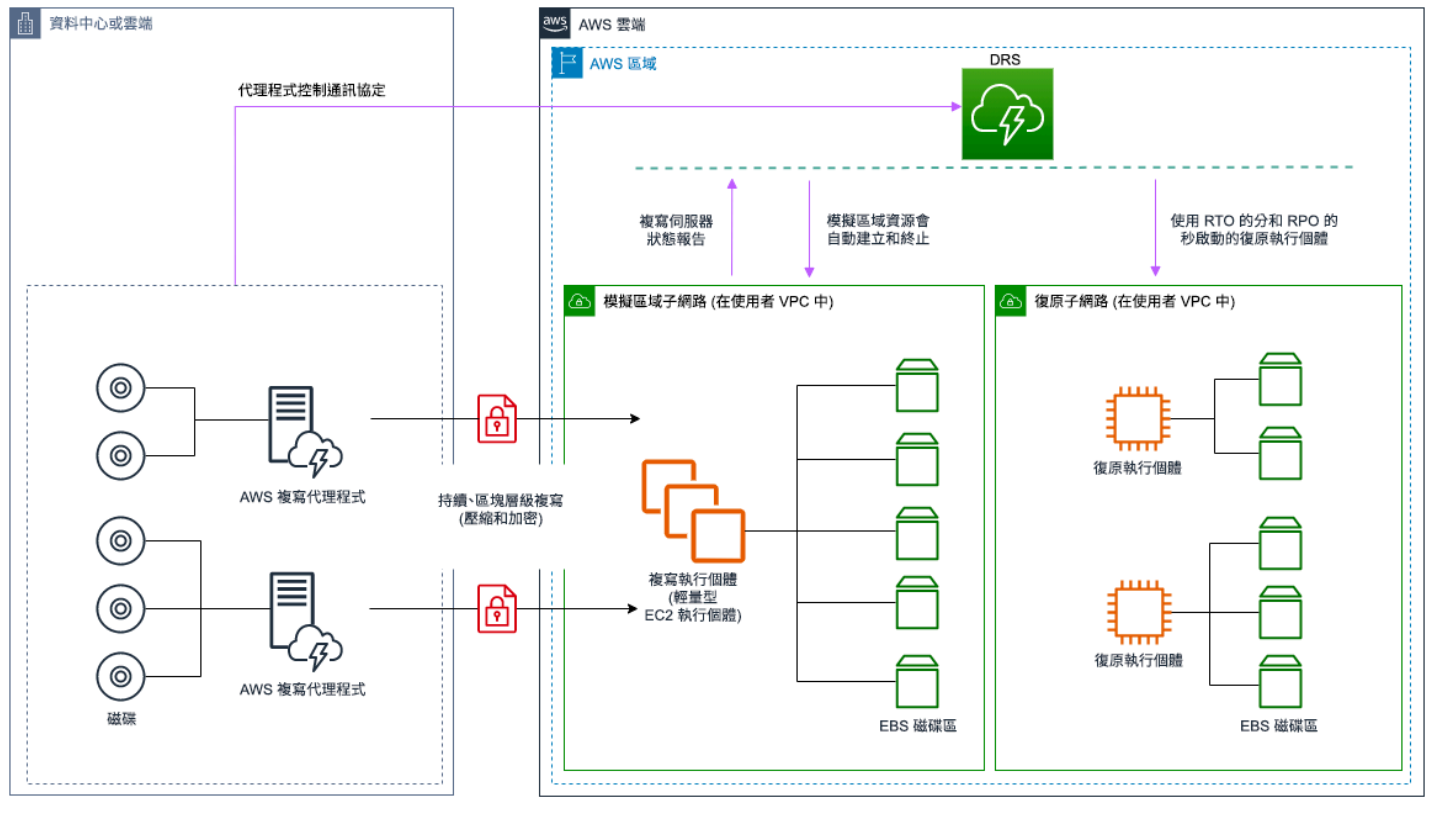 資料中心或雲端
aws
AWS 雲端
AWS 區域
DRS
代理程式控制通訊協定
複寫伺服器
狀態報告
模擬區域資源會
自動建立和終止
使用 RTO 的分和 RPO 的
秒啟動的復原執行個體
模擬區域子網路 (在使用者 VPC 中)
復原子網路 (在使用者 VPC 中)
AWS 複寫代理程式
持續、區塊層級複寫
(壓縮和加密)
復原執行個體
複寫執行個體
(輕量型
EC2 執行個體)
AWS 複寫代理程式
復原執行個體
磁碟
EBS 磁碟區
EBS 磁碟區